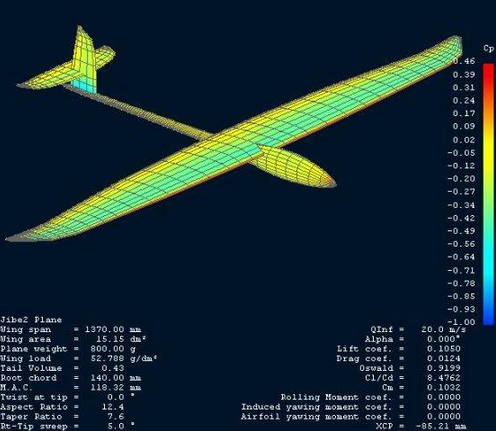 Cp
0.46
0.39
0.31
0.24
0.17
0.09
0.02
-0.05
-0.12
-0.20
-0.27
-0.34
-0.42
-0.49
-0.56
-0.64
-0.71
-0.78
-0.85
-0.93
-1.00
Jibe2 Plane
Wing span = 1370.00 mm
Wing area = 15.15 dm²
Plane weight = 800.00 g
Wing load = 52.788 g/dm²
Tail Volume = 0.43
Root chord = 140.00 mm
M.A.C. = 118.32 mm
Twist at tip = 0.0 °
Aspect Ratio = 12.4
Taper Ratio = 7.6
Rt-Tip sweep = 5.0 °
QInf = 20.0 m/s
Alpha = 0.000°
Lift coef. = 0.1050
Drag coef. = 0.0124
Oswald = 0.9199
Cl/Cd = 8.4762
Cm = 0.1032
Rolling Moment coef. = 0.0000
Induced yawing moment coef. = 0.0000
Airfoil yawing moment coef. = 0.0000
XCP = -85.21 mm